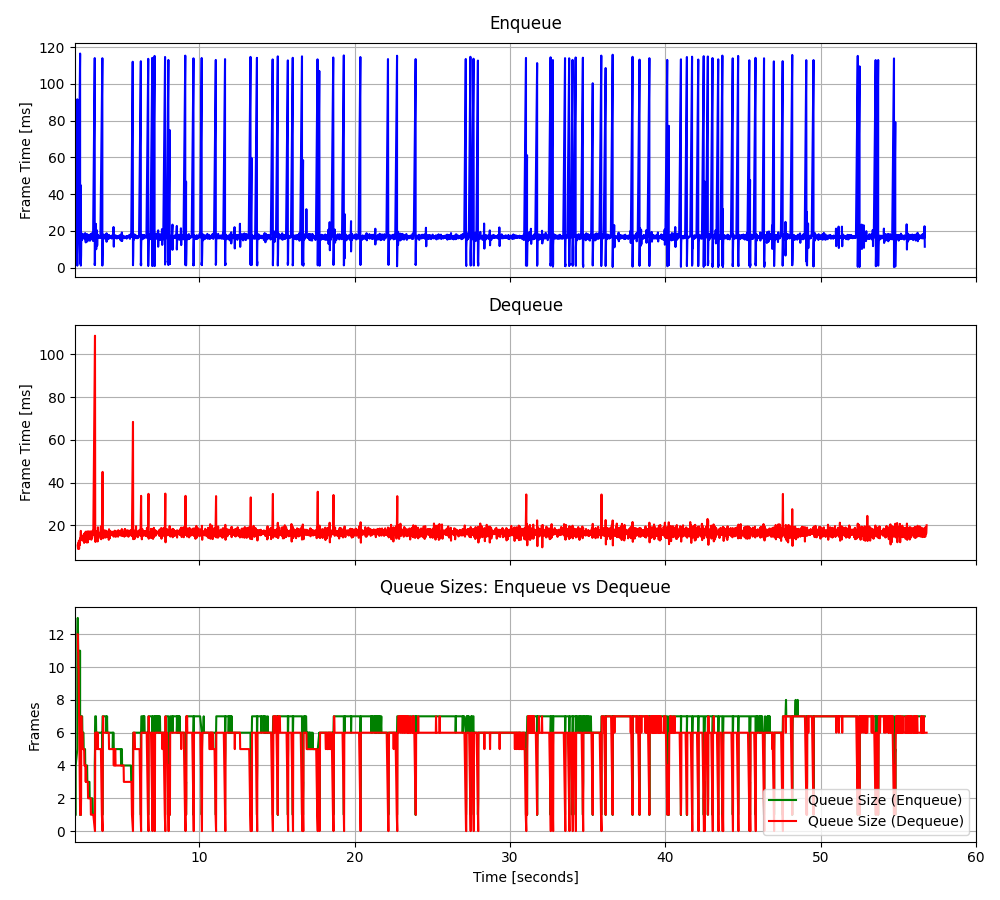 Enqueue
120
100
80
60
40
20
0
Frame Time [ms]
Dequeue
100
80
60
40
20
Frame Time [ms]
Queue Sizes: Enqueue vs Dequeue
12
10
8
6
4
2
0
Frames
Queue Size (Enqueue)
Queue Size (Dequeue)
10 20 30 40 50 60
Time [seconds]